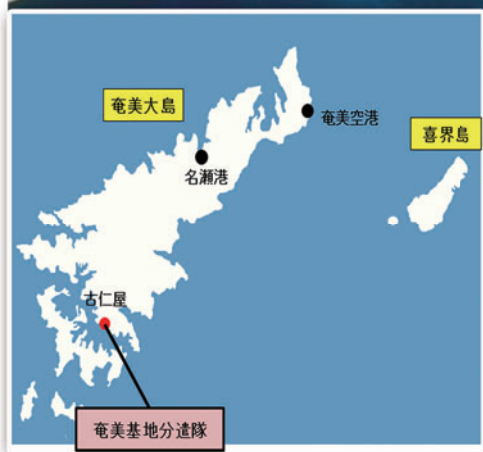 奄美大島
奄美空港
喜界島
名瀬港
古仁屋
奄美基地分遣隊